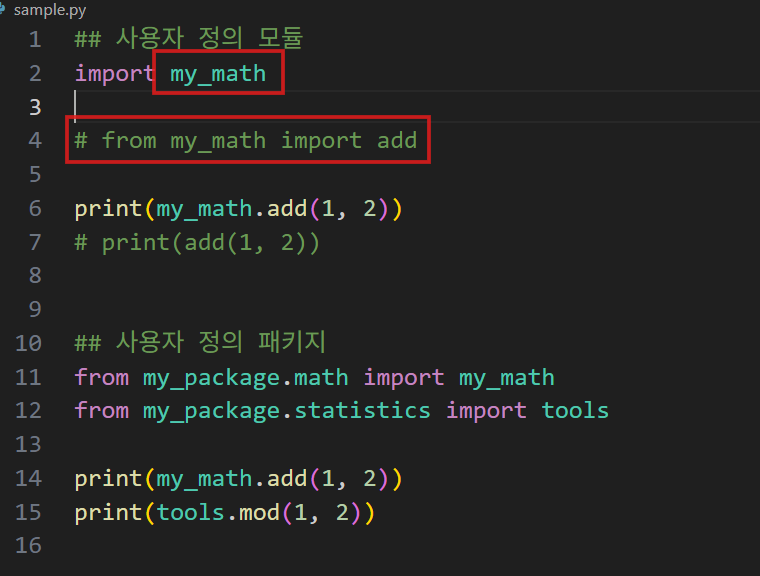 sample.py
1 ## 사용자 정의 모듈
2 import my_math
3
4 # from my_math import add
5
6 print(my_math.add(1, 2))
7 # print(add(1, 2))
8
9
10 ## 사용자 정의 패키지
11 from my_package.math import my_math
12 from my_package.statistics import tools
13
14 print(my_math.add(1, 2))
15 print(tools.mod(1, 2))
16